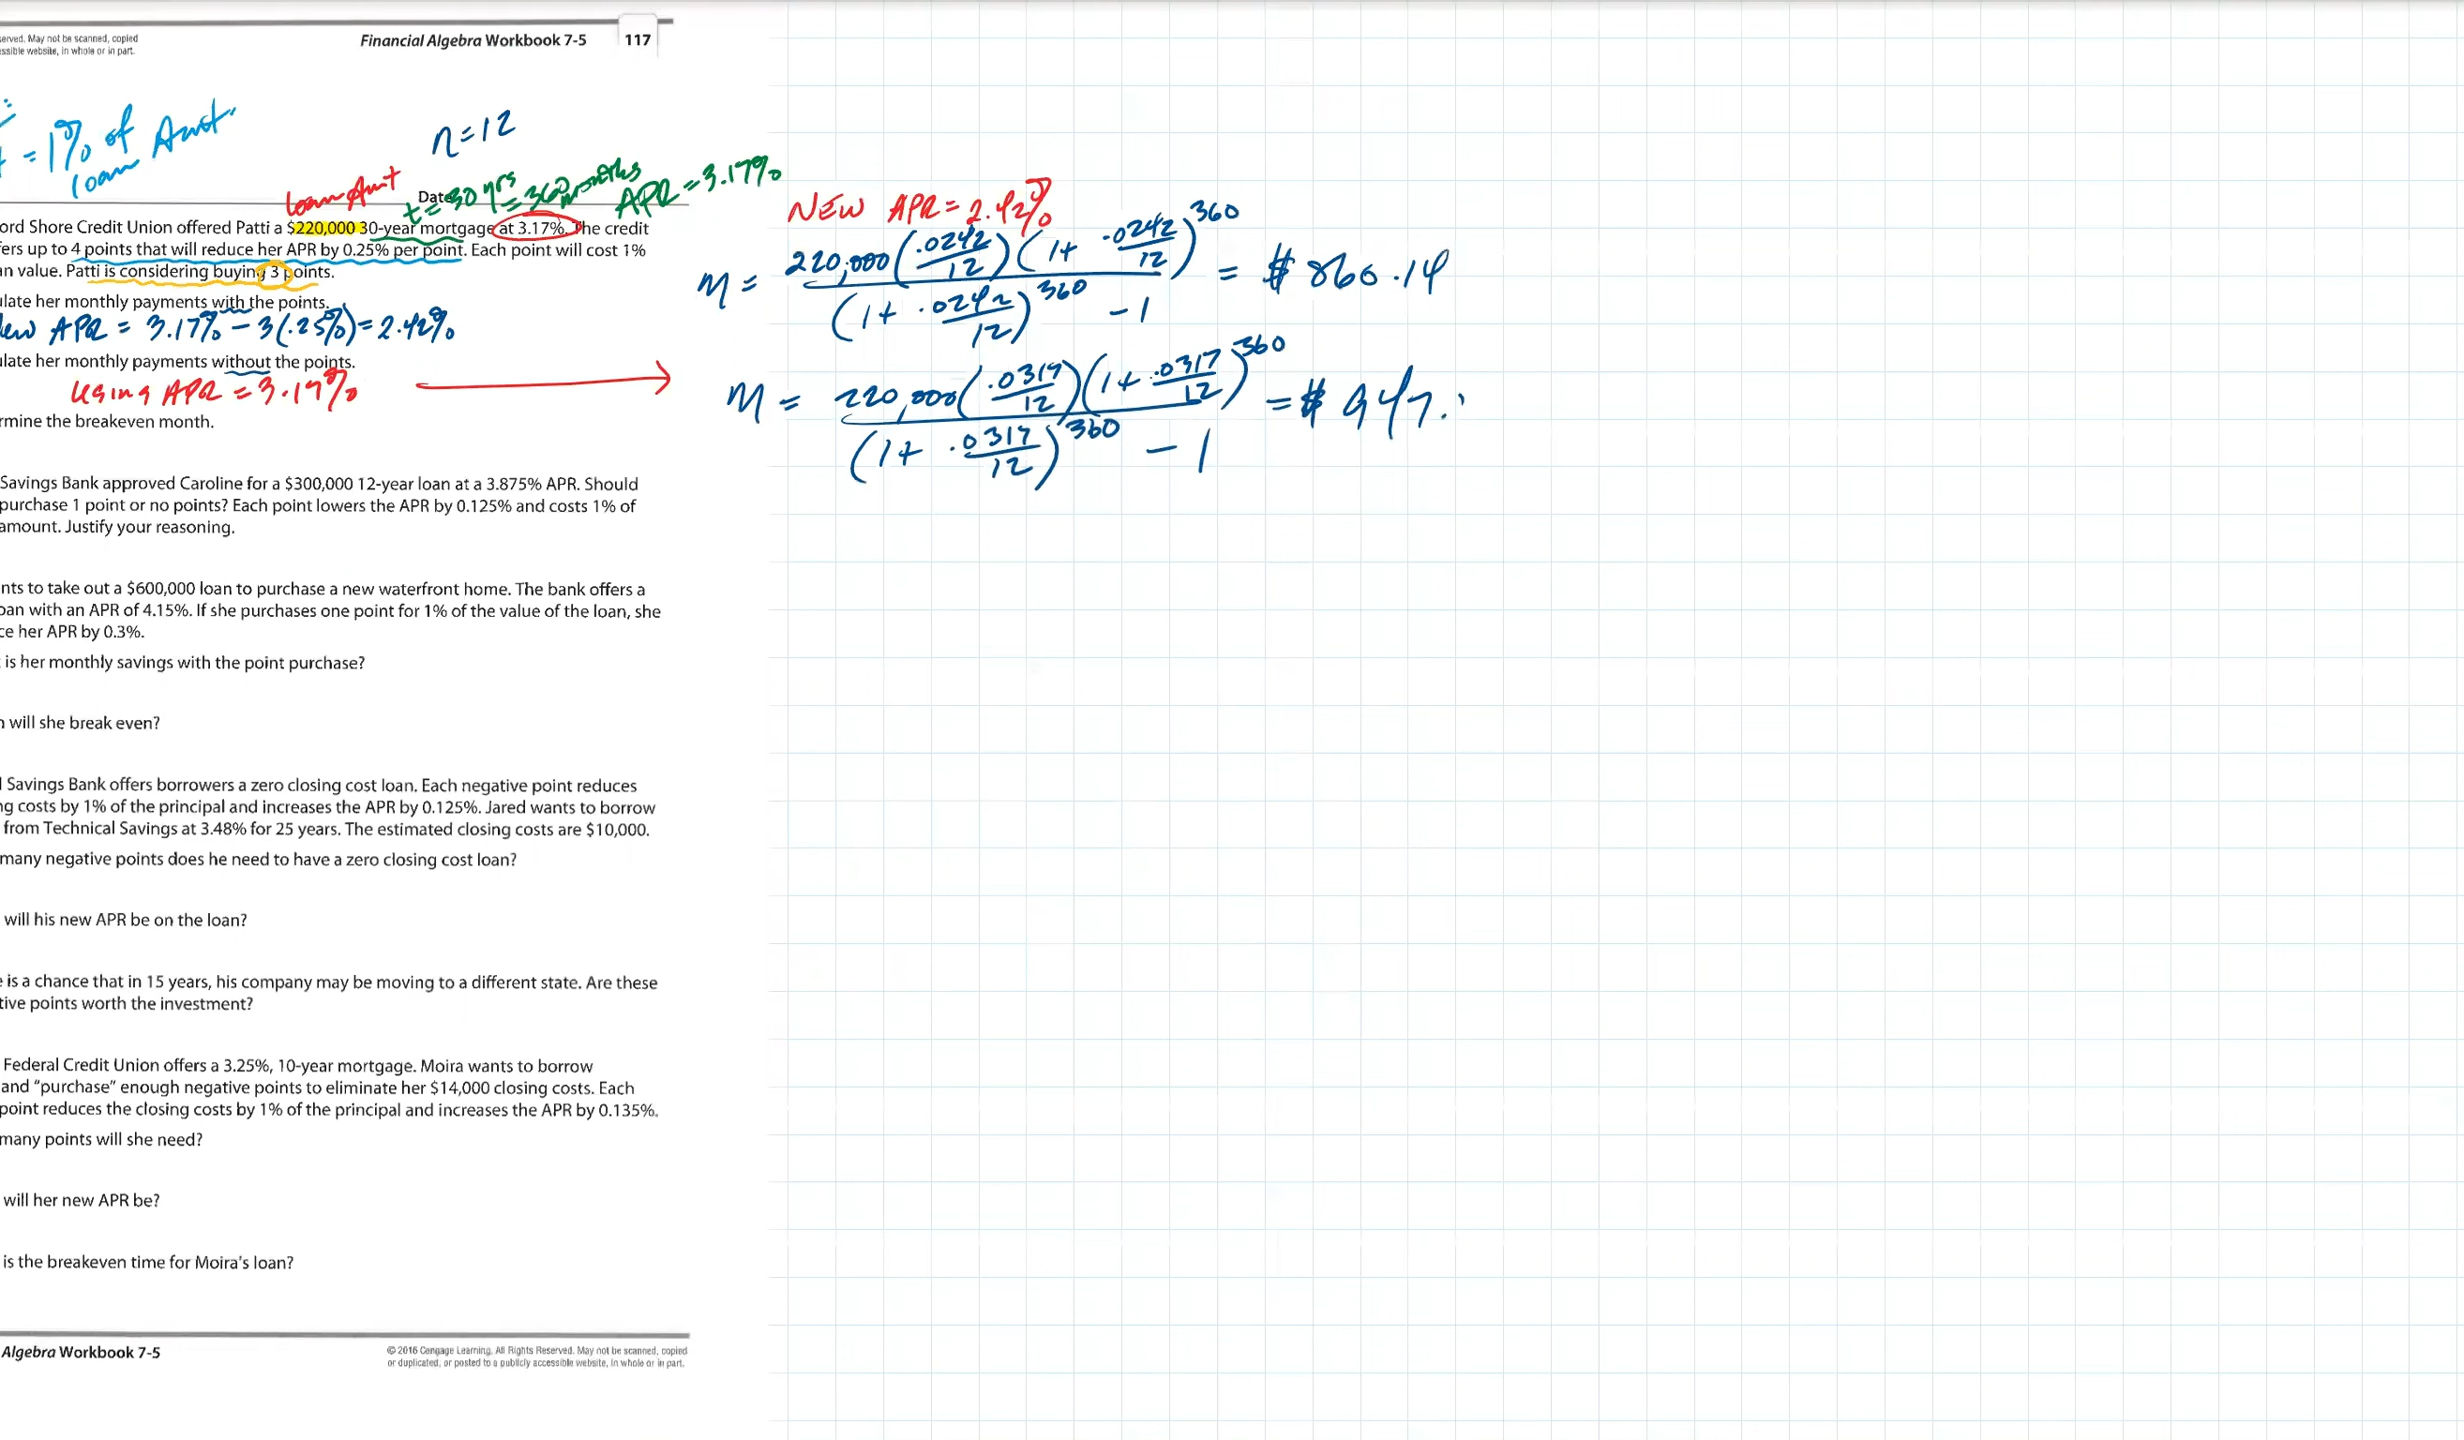 erved. May not be scanned, copied
essible website, in whole or in part.
Financial Algebra Workbook 7-5 117
= 1% of
loan Amt.
n=12
Loan Amt
Date
t=30 yrs = 360 months
APR = 3.17%
ord Shore Credit Union offered Patti a $220,000 30-year mortgage at 3.17%. The credit
fers up to 4 points that will reduce her APR by 0.25% per point. Each point will cost 1%
an value. Patti is considering buying 3 points.
ulate her monthly payments with the points.
New APR = 3.17% - 3(.25%) = 2.42%
ulate her monthly payments without the points.
Using APR = 3.17%
rmine the breakeven month.
Savings Bank approved Caroline for a $300,000 12-year loan at a 3.875% APR. Should
purchase 1 point or no points? Each point lowers the APR by 0.125% and costs 1% of
amount. Justify your reasoning.
nts to take out a $600,000 loan to purchase a new waterfront home. The bank offers a
oan with an APR of 4.15%. If she purchases one point for 1% of the value of the loan, she
ce her APR by 0.3%.
is her monthly savings with the point purchase?
n will she break even?
l Savings Bank offers borrowers a zero closing cost loan. Each negative point reduces
ng costs by 1% of the principal and increases the APR by 0.125%. Jared wants to borrow
from Technical Savings at 3.48% for 25 years. The estimated closing costs are $10,000.
many negative points does he need to have a zero closing cost loan?
will his new APR be on the loan?
e is a chance that in 15 years, his company may be moving to a different state. Are these
tive points worth the investment?
Federal Credit Union offers a 3.25%, 10-year mortgage. Moira wants to borrow
and “purchase” enough negative points to eliminate her $14,000 closing costs. Each
point reduces the closing costs by 1% of the principal and increases the APR by 0.135%.
many points will she need?
will her new APR be?
is the breakeven time for Moira's loan?
Algebra Workbook 7-5
© 2016 Cengage Learning. All Rights Reserved. May not be scanned, copied
or duplicated, or posted to a publicly accessible website, in whole or in part.
NEW APR = 2.42%
M = 220,000(.0242/12)(1+ .0242/12)^360 / (1+ .0242/12)^360 - 1 = $860.14
M = 220,000(.0317/12)(1+ .0317/12)^360 / (1+ .0317/12)^360 - 1 = $947.